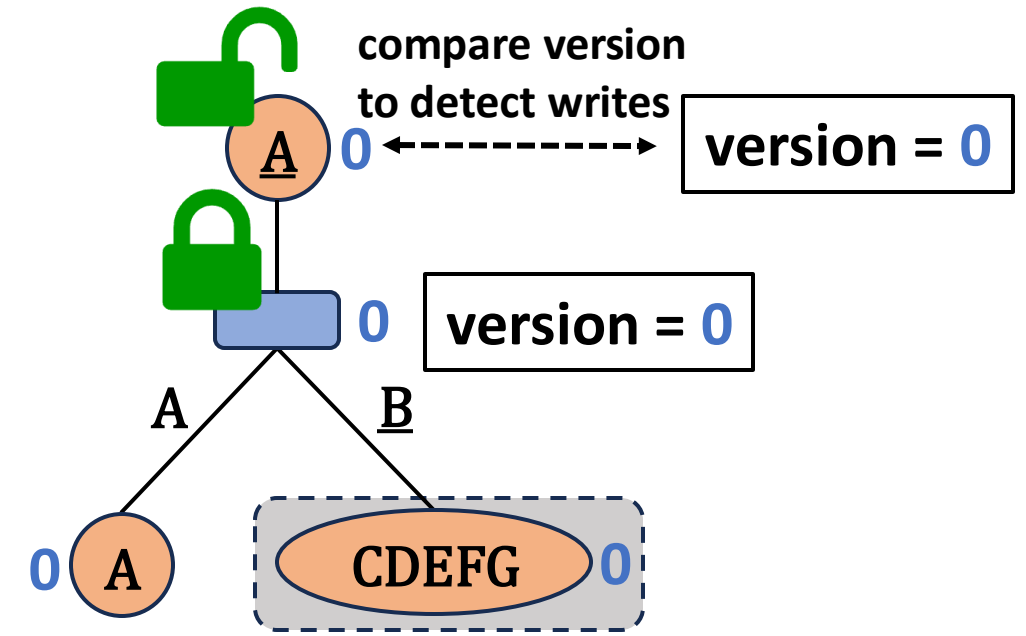 compare version
to detect writes
A 0
version = 0
0
version = 0
A
B
0 A
CDEFG 0